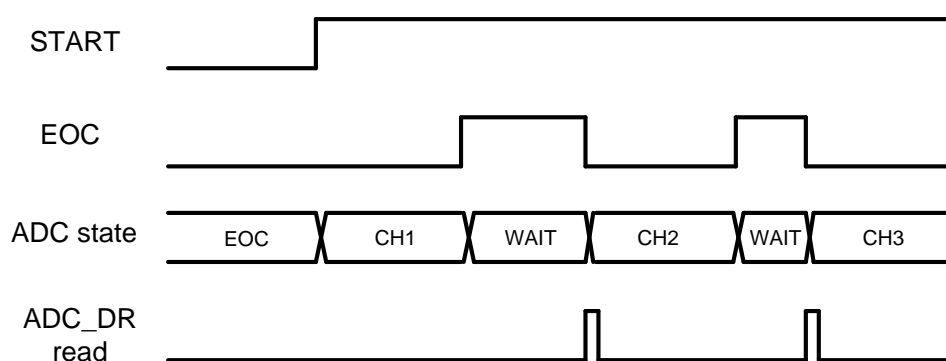 START
EOC
ADC state
EOC CH1 WAIT CH2 WAIT CH3
ADC_DR
read